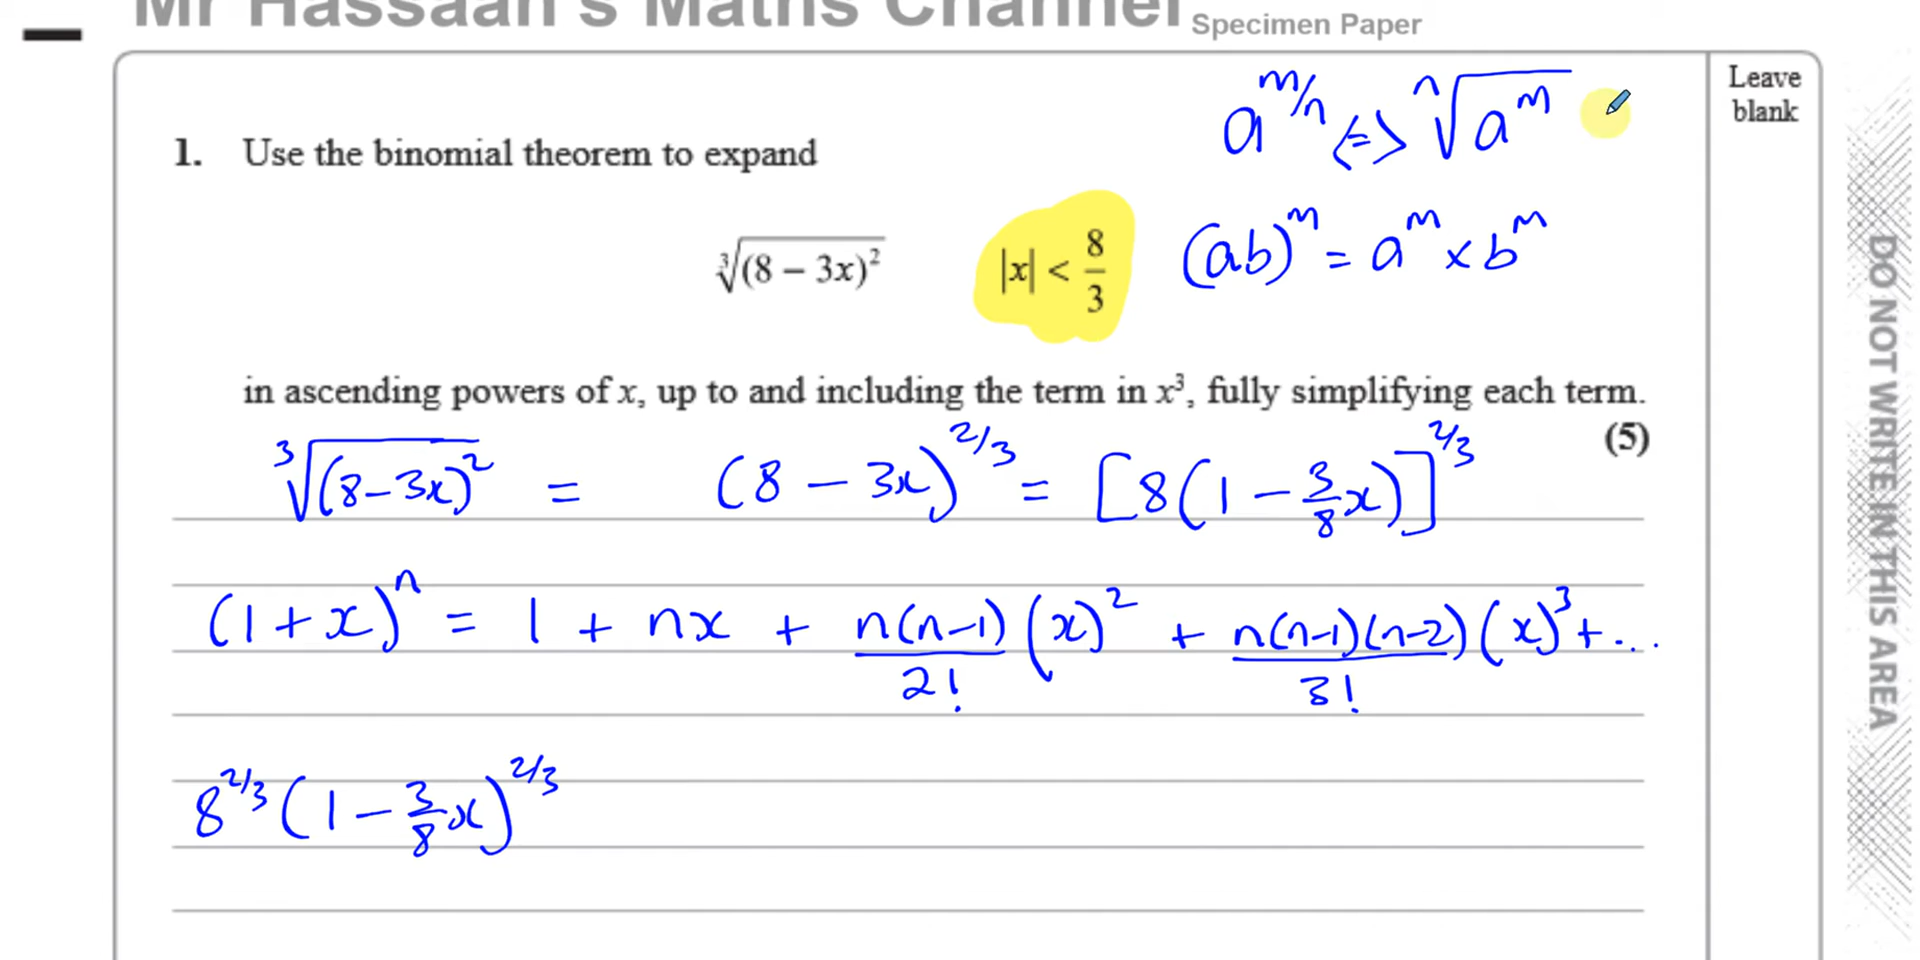 Mr Hassaan's Maths Channel
Specimen Paper
Leave
blank
a^{m/n} <=> ⁿ√(a^m)
1. Use the binomial theorem to expand
∛(8 – 3x)² |x| < 8/3
(ab)^m = a^m × b^m
in ascending powers of x, up to and including the term in x³, fully simplifying each term.
(5)
∛(8-3x)² = (8 - 3x)^{2/3} = [8(1 - 3/8 x)]^{2/3}
(1+x)^n = 1 + nx + n(n-1)/2! (x)² + n(n-1)(n-2)/3! (x)³ + ...
8^{2/3} (1 - 3/8 x)^{2/3}
DO NOT WRITE IN THIS AREA